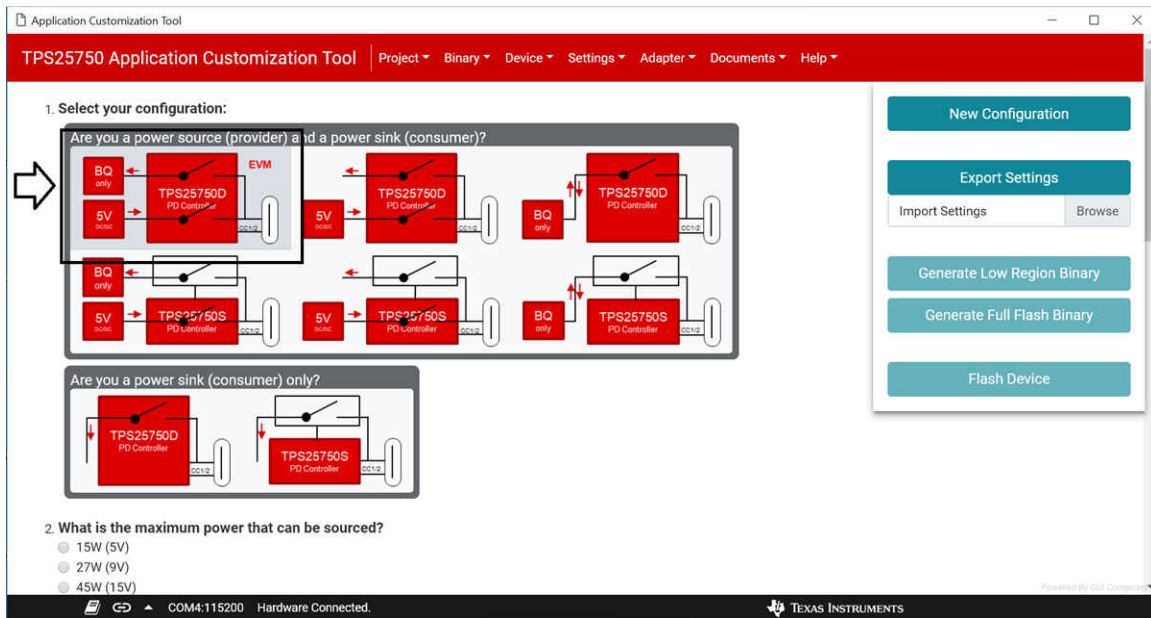 Application Customization Tool
TPS25750 Application Customization Tool Project Binary Device Settings Adapter Documents Help
1. Select your configuration:
Are you a power source (provider) and a power sink (consumer)?
BQ
only
5V
DC/DC
TPS25750D
PD Controller
EVM
CC1/2
5V
DC/DC
TPS25750D
PD Controller
CC1/2
BQ
only
TPS25750D
PD Controller
CC1/2
BQ
only
5V
DC/DC
TPS25750S
PD Controller
CC1/2
5V
DC/DC
TPS25750S
PD Controller
CC1/2
BQ
only
TPS25750S
PD Controller
CC1/2
Are you a power sink (consumer) only?
TPS25750D
PD Controller
CC1/2
TPS25750S
PD Controller
CC1/2
2. What is the maximum power that can be sourced?
15W (5V)
27W (9V)
45W (15V)
New Configuration
Export Settings
Import Settings Browse
Generate Low Region Binary
Generate Full Flash Binary
Flash Device
Powered By GUI Composer
COM4:115200 Hardware Connected.
TEXAS INSTRUMENTS